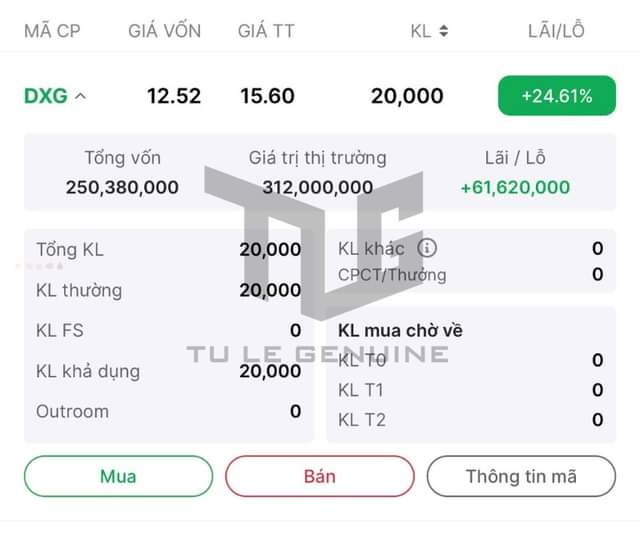 MÃ CP GIÁ VỐN GIÁ TT KL LÃI/LỖ
DXG 12.52 15.60 20,000 +24.61%
Tổng vốn Giá trị thị trường Lãi / Lỗ
250,380,000 312,000,000 +61,620,000
Tổng KL 20,000
KL thường 20,000
KL FS 0
KL khả dụng 20,000
Outroom 0
KL khác 0
CPCT/Thưởng 0
KL mua chờ về
KL T0 0
KL T1 0
KL T2 0
TLG
TU LE GENUINE
Mua Bán Thông tin mã